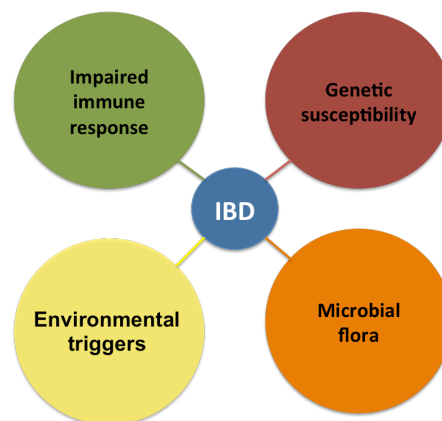 Impaired
immune
response
Genetic
susceptibility
IBD
Environmental
triggers
Microbial
flora